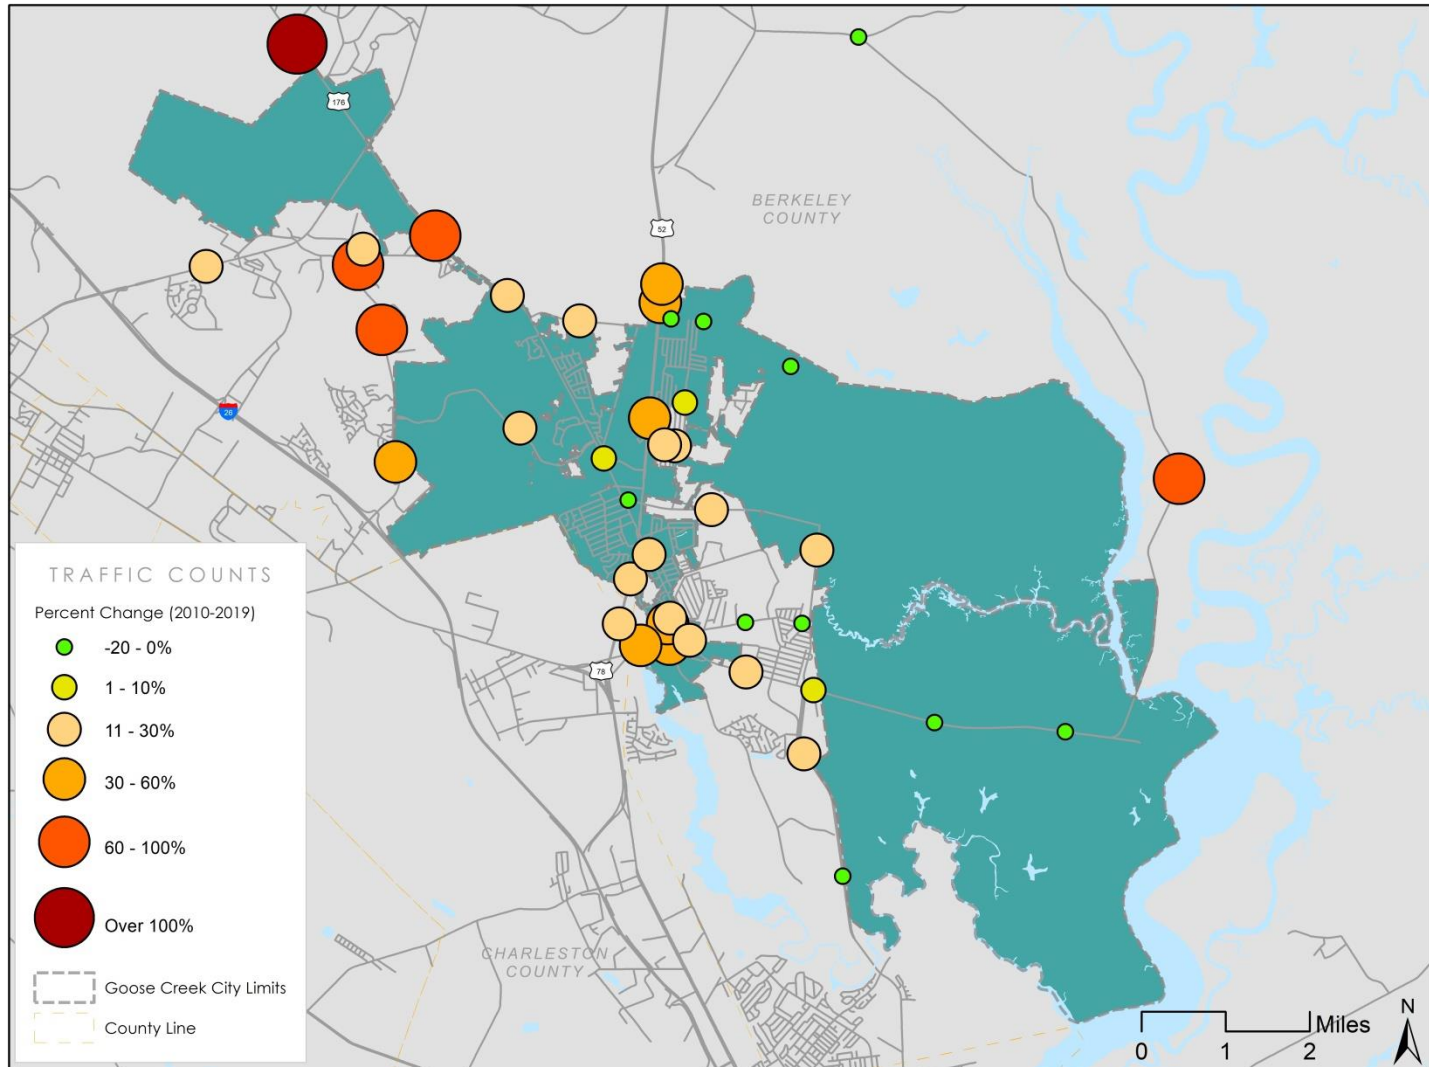 176
BERKELEY
COUNTY
52
26
78
TRAFFIC COUNTS
Percent Change (2010-2019)
-20 - 0%
1 - 10%
11 - 30%
30 - 60%
60 - 100%
Over 100%
Goose Creek City Limits
County Line
CHARLESTON
COUNTY
Miles
0 1 2
N